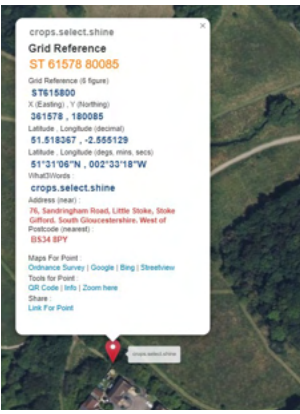 crops.select.shine
×
Grid Reference
ST 61578 80085
Grid Reference (6 figure)
ST615800
X (Easting) , Y (Northing)
361578 , 180085
Latitude , Longitude (decimal)
51.518367 , -2.555129
Latitude , Longitude (degs, mins, secs)
51°31'06"N , 002°33'18"W
What3Words :
crops.select.shine
Address (near) :
76, Sandringham Road, Little Stoke, Stoke
Gifford, South Gloucestershire, West of
Postcode (nearest) :
BS34 8PY
Maps For Point :
Ordnance Survey | Google | Bing | Streetview
Tools for Point :
QR Code | Info | Zoom here
Share :
Link For Point
crops.select.shine